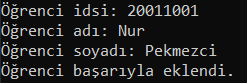 Öğrenci idsi: 20011001
Öğrenci adı: Nur
Öğrenci soyadı: Pekmezci
Öğrenci başarıyla eklendi.